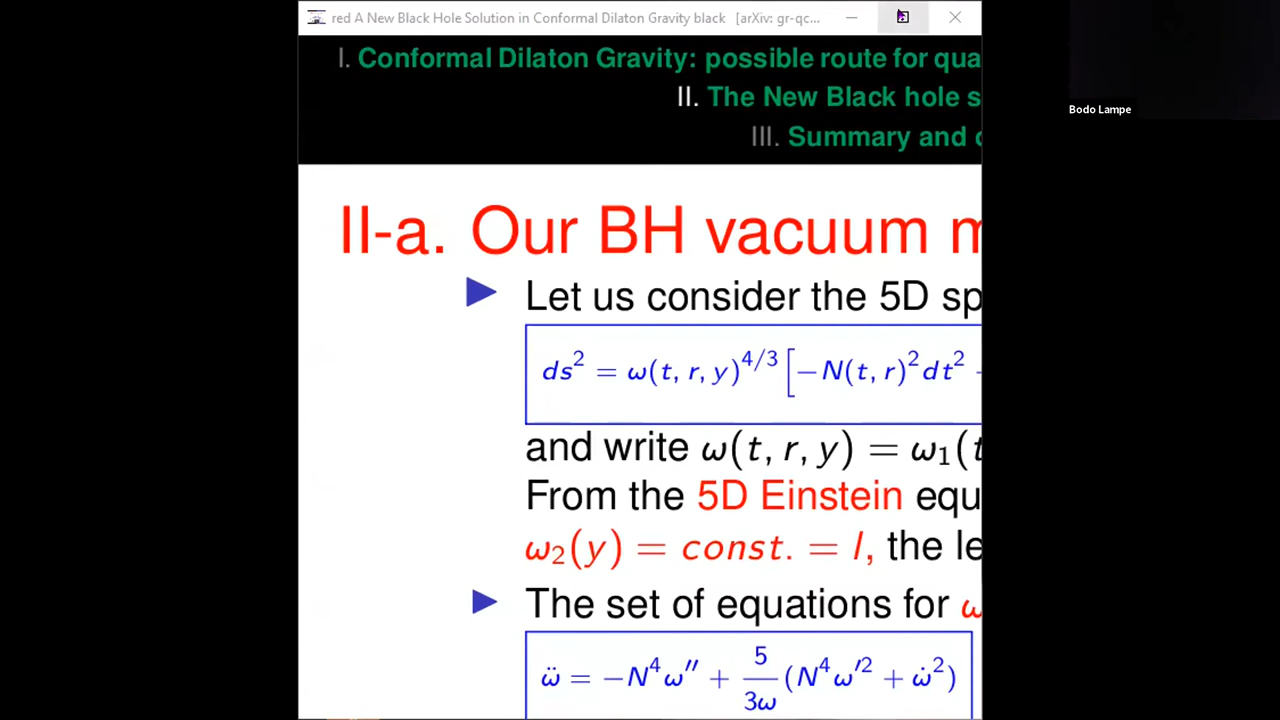 red A New Black Hole Solution in Conformal Dilaton Gravity black [arXiv: gr-qc...
Bodo Lampe
I. Conformal Dilaton Gravity: possible route for qua
II. The New Black hole s
III. Summary and
II-a. Our BH vacuum m
Let us consider the 5D sp
ds² = ω(t, r, y)^{4/3} [−N(t, r)²dt²
and write ω(t, r, y) = ω₁(t
From the 5D Einstein equ
ω₂(y) = const. = l, the le
The set of equations for ω
ω̈ = −N⁴ω′′ + 5/3ω (N⁴ω′² + ω̇²)